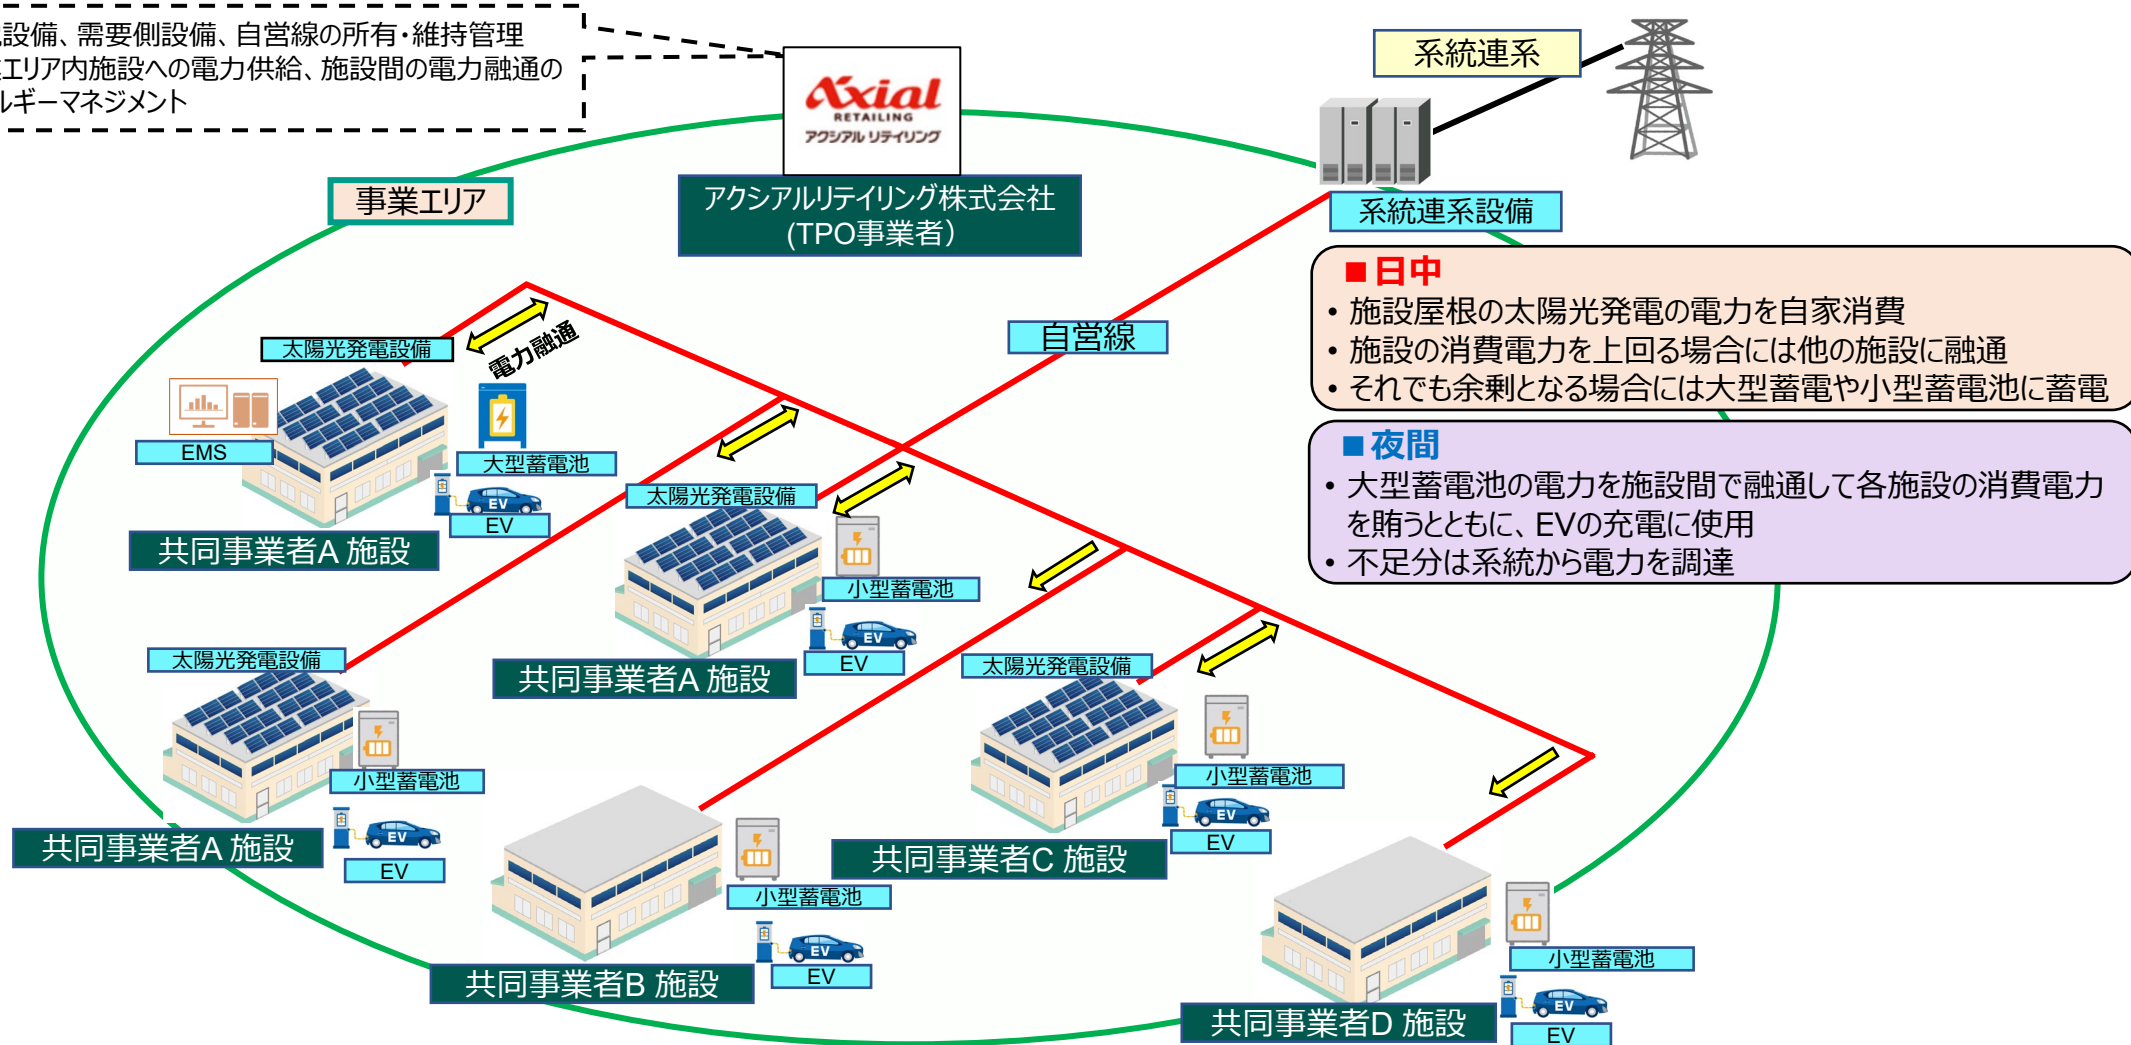 設備、需要側設備、自営線の所有・維持管理
エリア内施設への電力供給、施設間の電力融通の
ルギーマネジメント
Axial
RETAILING
アクシアル リテイリング
アクシアルリテイリング株式会社
(TPO事業者）
事業エリア
系統連系
系統連系設備
自営線
■日中
・施設屋根の太陽光発電の電力を自家消費
・施設の消費電力を上回る場合には他の施設に融通
・それでも余剰となる場合には大型蓄電や小型蓄電池に蓄電
■夜間
・大型蓄電池の電力を施設間で融通して各施設の消費電力
を賄うとともに、EVの充電に使用
・不足分は系統から電力を調達
電力融通
太陽光発電設備
EMS
大型蓄電池
EV
EV
共同事業者A 施設
太陽光発電設備
小型蓄電池
EV
EV
共同事業者A 施設
太陽光発電設備
小型蓄電池
EV
EV
共同事業者A 施設
太陽光発電設備
小型蓄電池
EV
EV
共同事業者C 施設
小型蓄電池
EV
EV
共同事業者B 施設
小型蓄電池
EV
EV
共同事業者D 施設